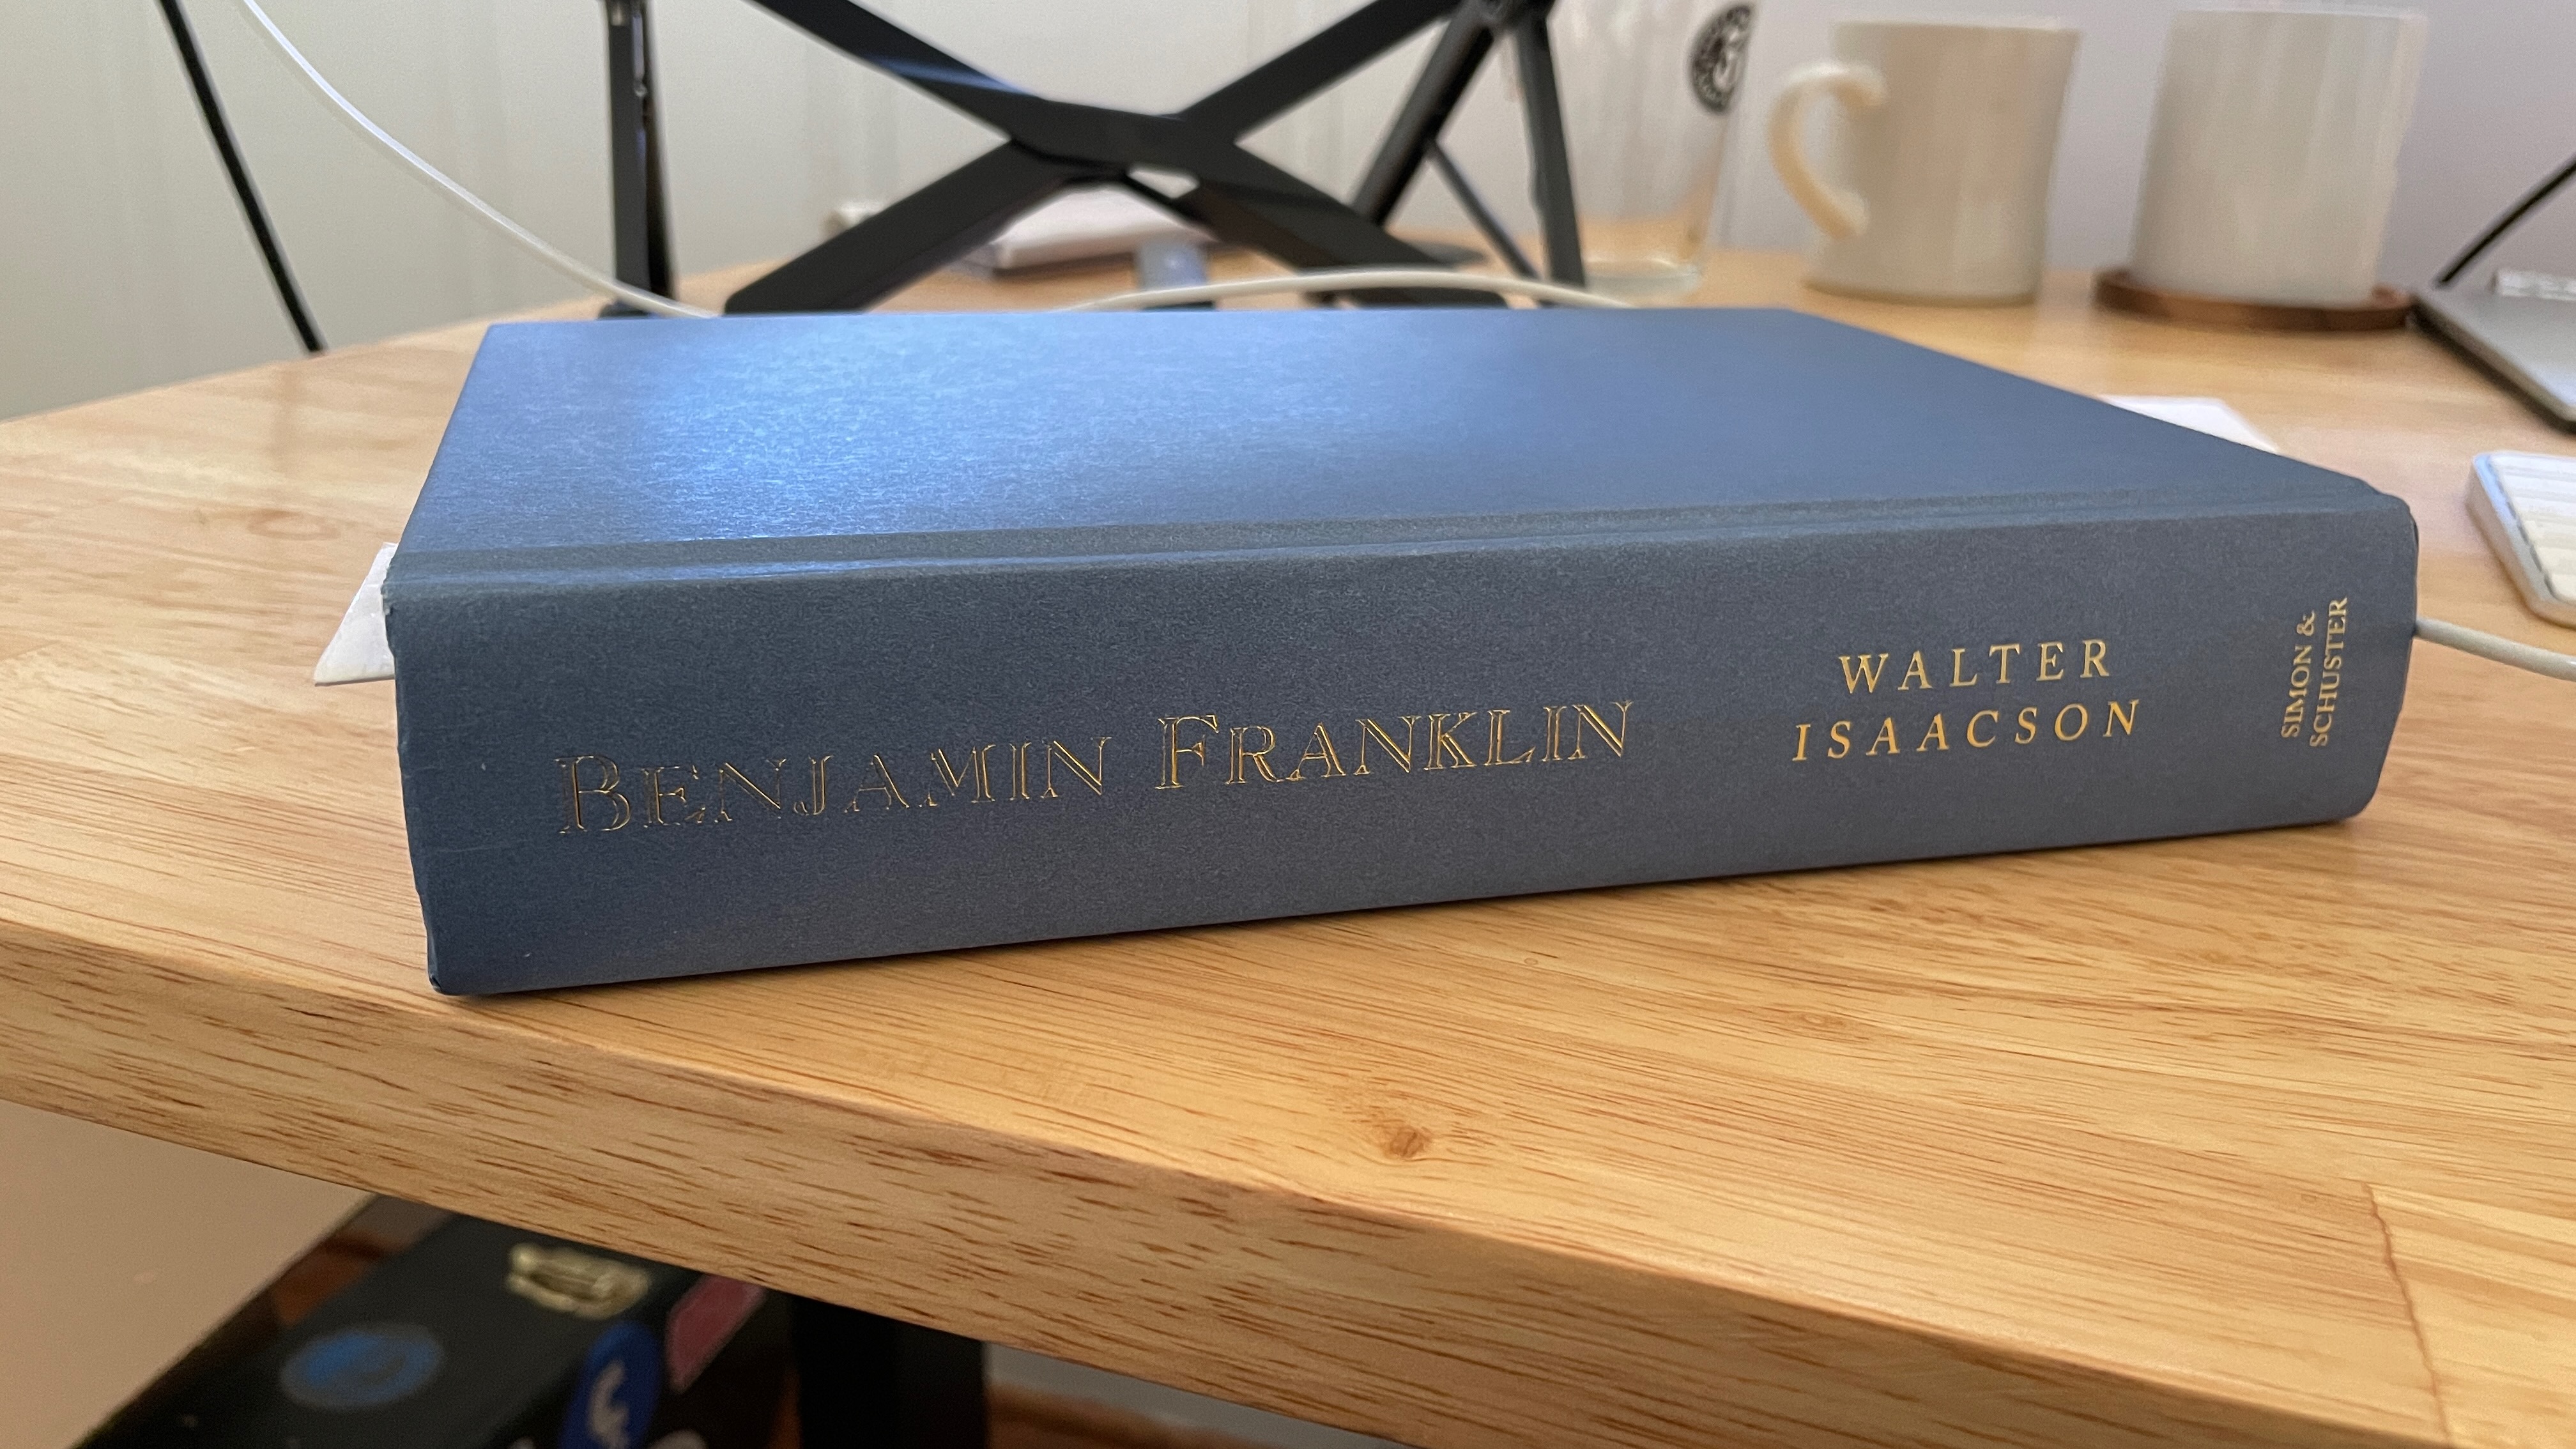 BENJAMIN FRANKLIN
WALTER
ISAACSON
SIMON &
SCHUSTER